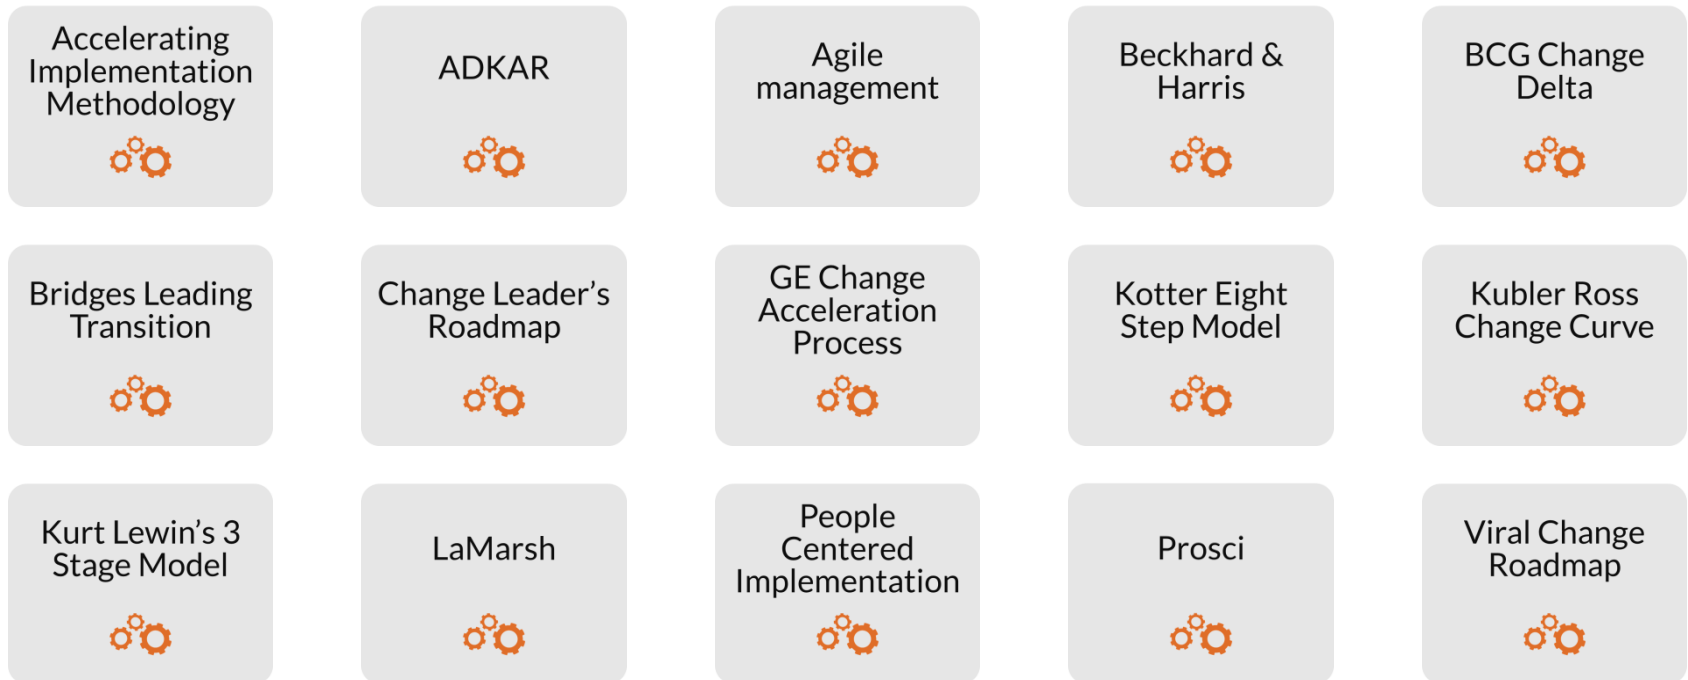 Accelerating
Implementation
Methodology
ADKAR
Agile
management
Beckhard &
Harris
BCG Change
Delta
Bridges Leading
Transition
Change Leader’s
Roadmap
GE Change
Acceleration
Process
Kotter Eight
Step Model
Kubler Ross
Change Curve
Kurt Lewin’s 3
Stage Model
LaMarsh
People
Centered
Implementation
Prosci
Viral Change
Roadmap